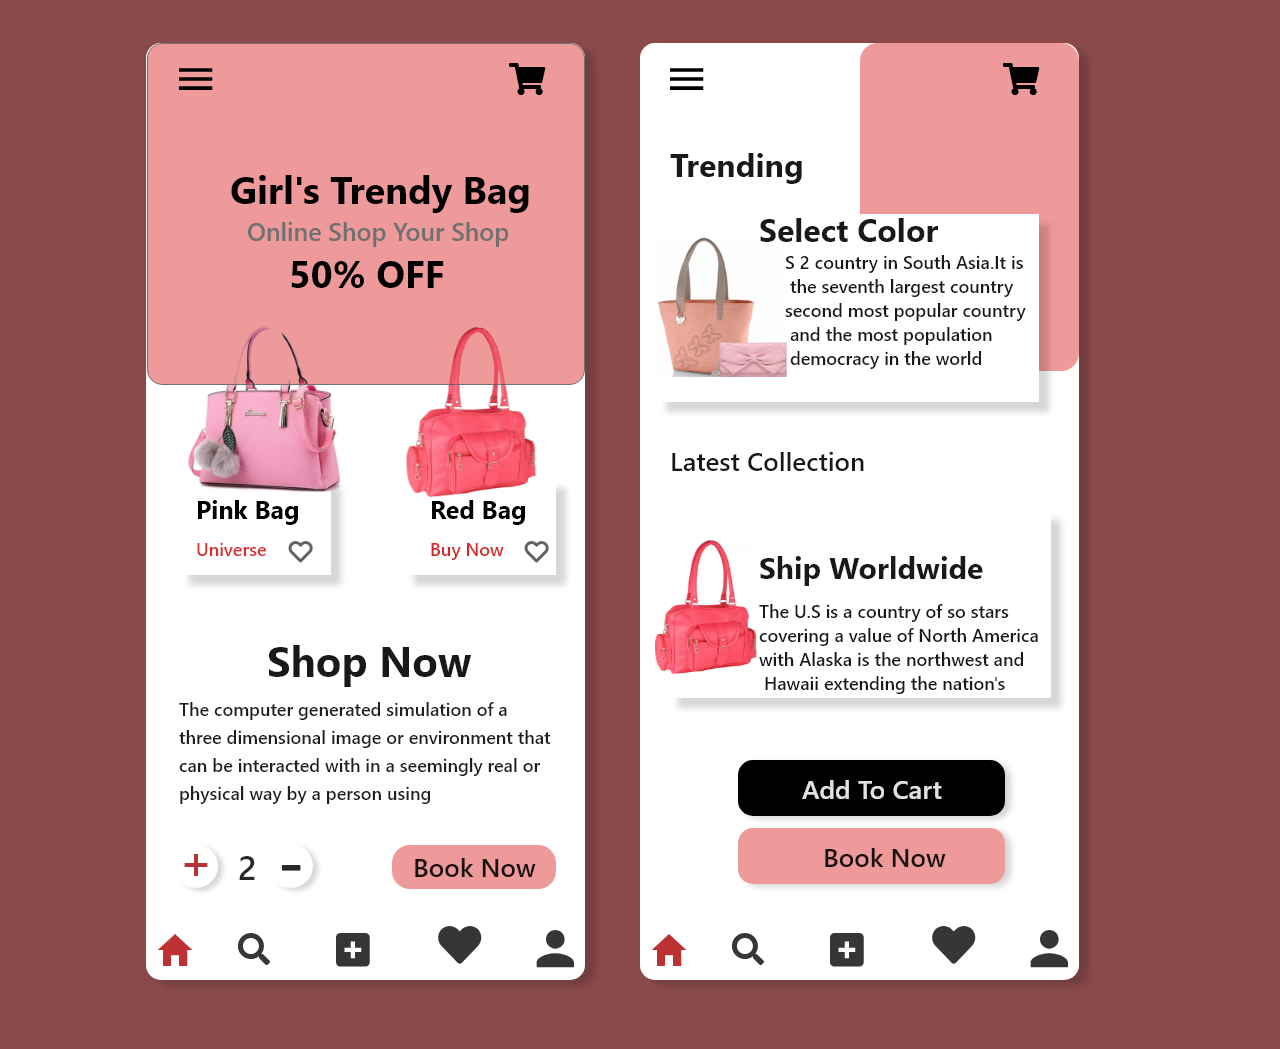 Girl's Trendy Bag
Online Shop Your Shop
50% OFF
Pink Bag
Universe
Red Bag
Buy Now
Shop Now
The computer generated simulation of a
three dimensional image or environment that
can be interacted with in a seemingly real or
physical way by a person using
2
Book Now
Trending
Select Color
S 2 country in South Asia.It is
the seventh largest country
second most popular country
and the most population
democracy in the world
Latest Collection
Ship Worldwide
The U.S is a country of so stars
covering a value of North America
with Alaska is the northwest and
Hawaii extending the nation's
Add To Cart
Book Now